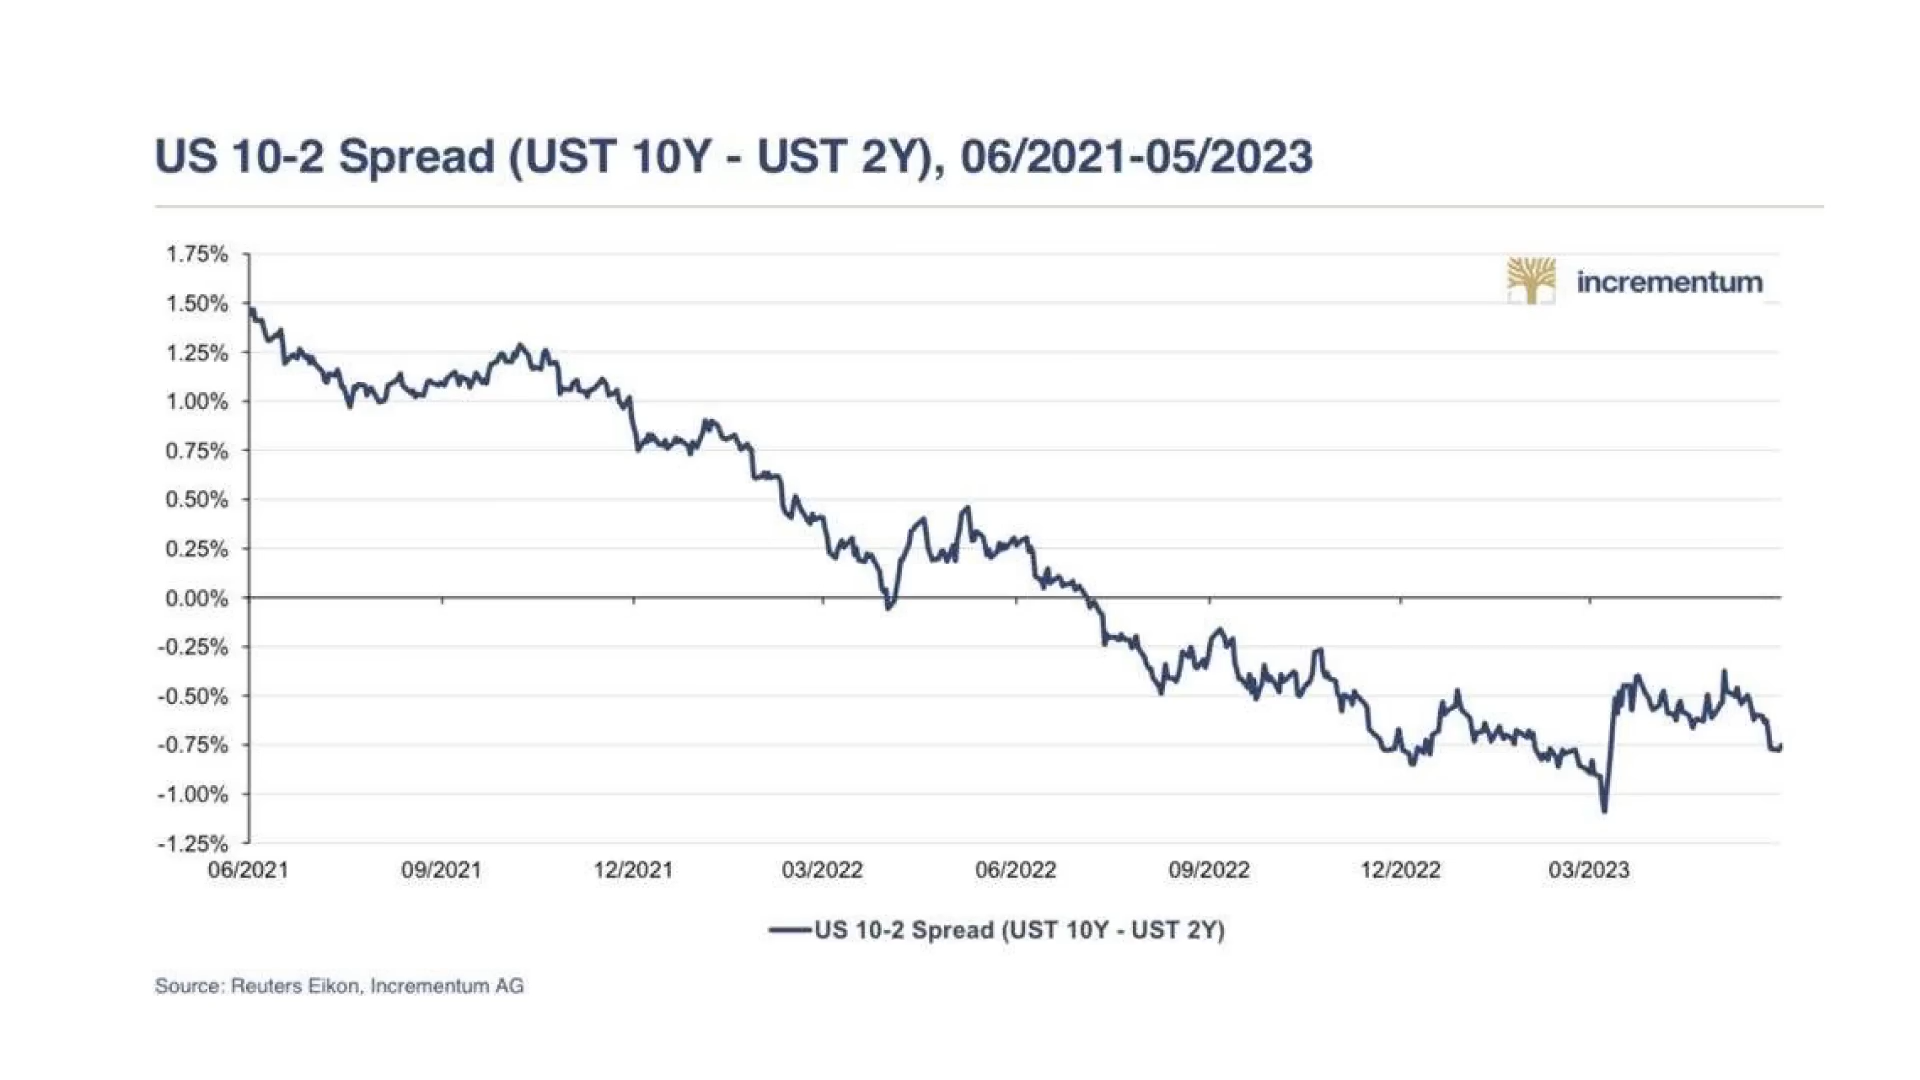 US 10-2 Spread (UST 10Y - UST 2Y), 06/2021-05/2023
incrementum
1.75%
1.50%
1.25%
1.00%
0.75%
0.50%
0.25%
0.00%
-0.25%
-0.50%
-0.75%
-1.00%
-1.25%
06/2021 09/2021 12/2021 03/2022 06/2022 09/2022 12/2022 03/2023
US 10-2 Spread (UST 10Y - UST 2Y)
Source: Reuters Eikon, Incrementum AG